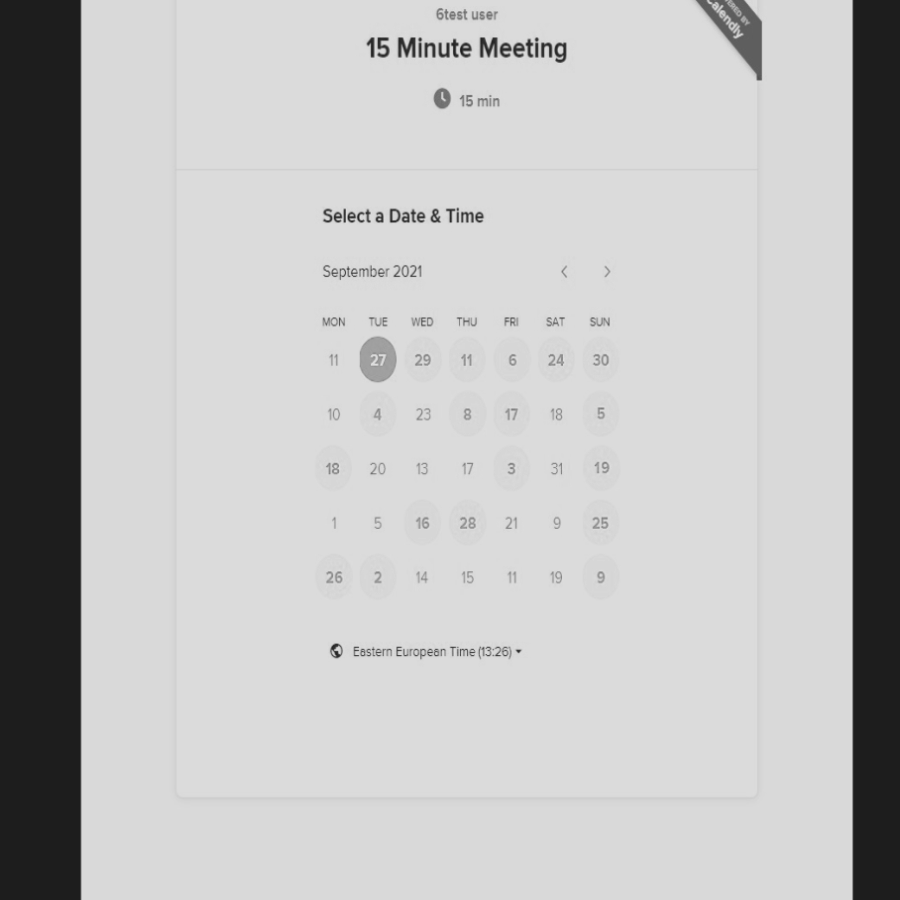 6test user
15 Minute Meeting
15 min
Calendly
Select a Date & Time
September 2021
MON TUE WED THU FRI SAT SUN
11 27 29 11 6 24 30
10 4 23 8 17 18 5
18 20 13 17 3 31 19
1 5 16 28 21 9 25
26 2 14 15 11 19 9
Eastern European Time (13:26)